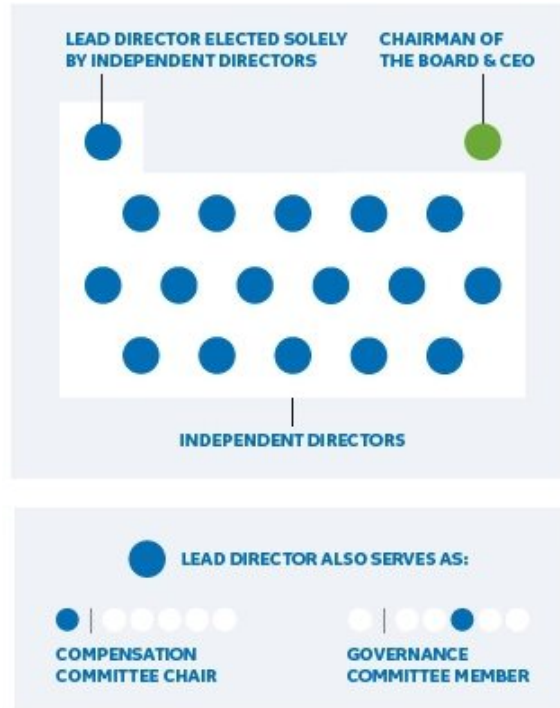 LEAD DIRECTOR ELECTED SOLELY
BY INDEPENDENT DIRECTORS
CHAIRMAN OF
THE BOARD & CEO
INDEPENDENT DIRECTORS
LEAD DIRECTOR ALSO SERVES AS:
COMPENSATION
COMMITTEE CHAIR
GOVERNANCE
COMMITTEE MEMBER